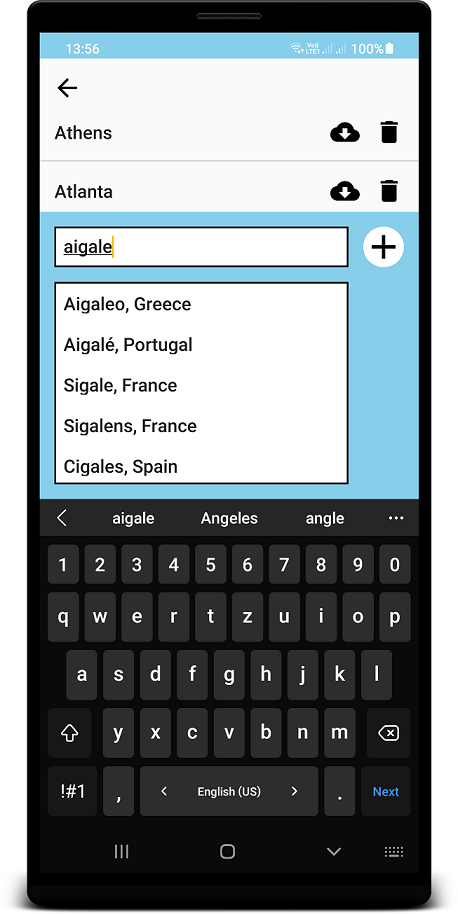 13:56 Vo) LTE1 100%
Athens
Atlanta
aigale
Aigaleo, Greece
Aigalé, Portugal
Sigale, France
Sigalens, France
Cigales, Spain
aigale Angeles angle ...
1 2 3 4 5 6 7 8 9 0
q w e r t z u i o p
a s d f g h j k l
y x c v b n m
!#1 , < English (US) > . Next